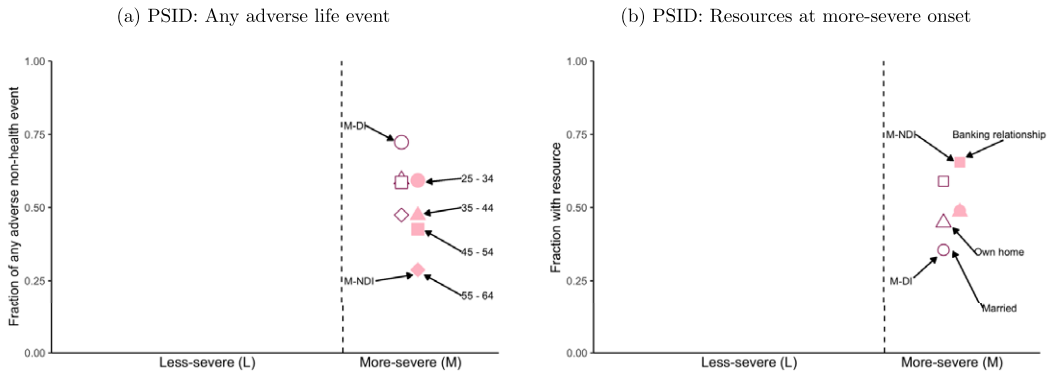 (a) PSID: Any adverse life event
Fraction of any adverse non-health event
1.00
0.75
0.50
0.25
0.00
M-DI
25 - 34
35 - 44
45 - 54
M-NDI
55 - 64
Less-severe (L)
More-severe (M)
(b) PSID: Resources at more-severe onset
Fraction with resource
1.00
0.75
0.50
0.25
0.00
M-NDI
Banking relationship
Own home
M-DI
Married
Less-severe (L)
More-severe (M)